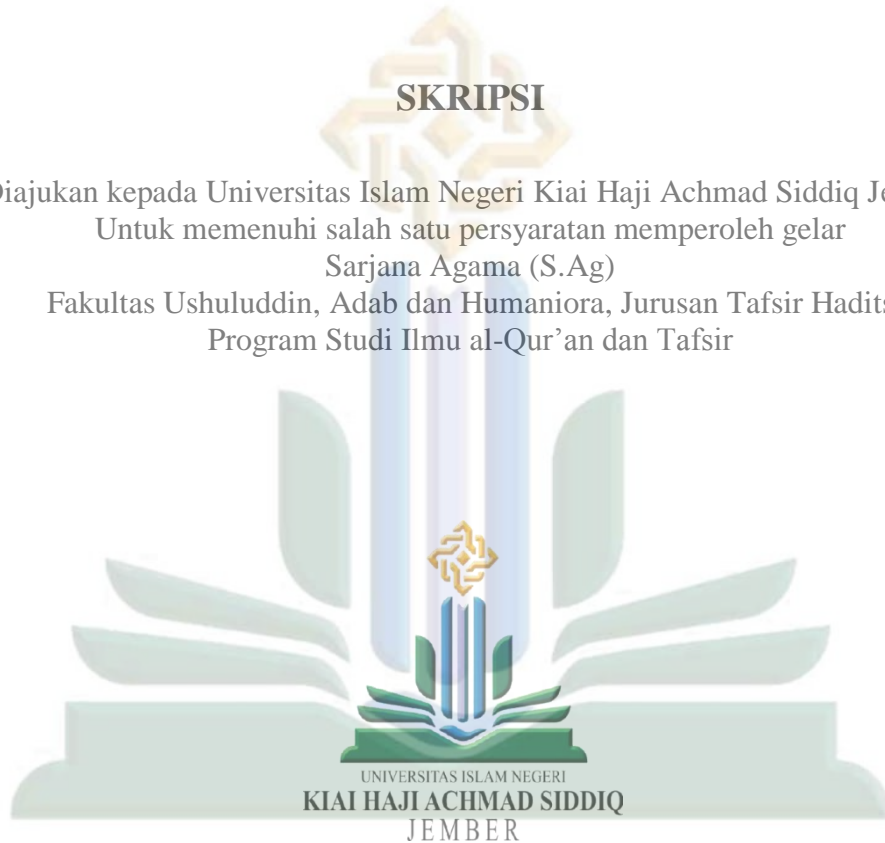 SKRIPSI
Diajukan kepada Universitas Islam Negeri Kiai Haji Achmad Siddiq Je
Untuk memenuhi salah satu persyaratan memperoleh gelar
Sarjana Agama (S.Ag)
Fakultas Ushuluddin, Adab dan Humaniora, Jurusan Tafsir Hadits
Program Studi Ilmu al-Qur’an dan Tafsir
UNIVERSITAS ISLAM NEGERI
KIAI HAJI ACHMAD SIDDIQ
JEMBER